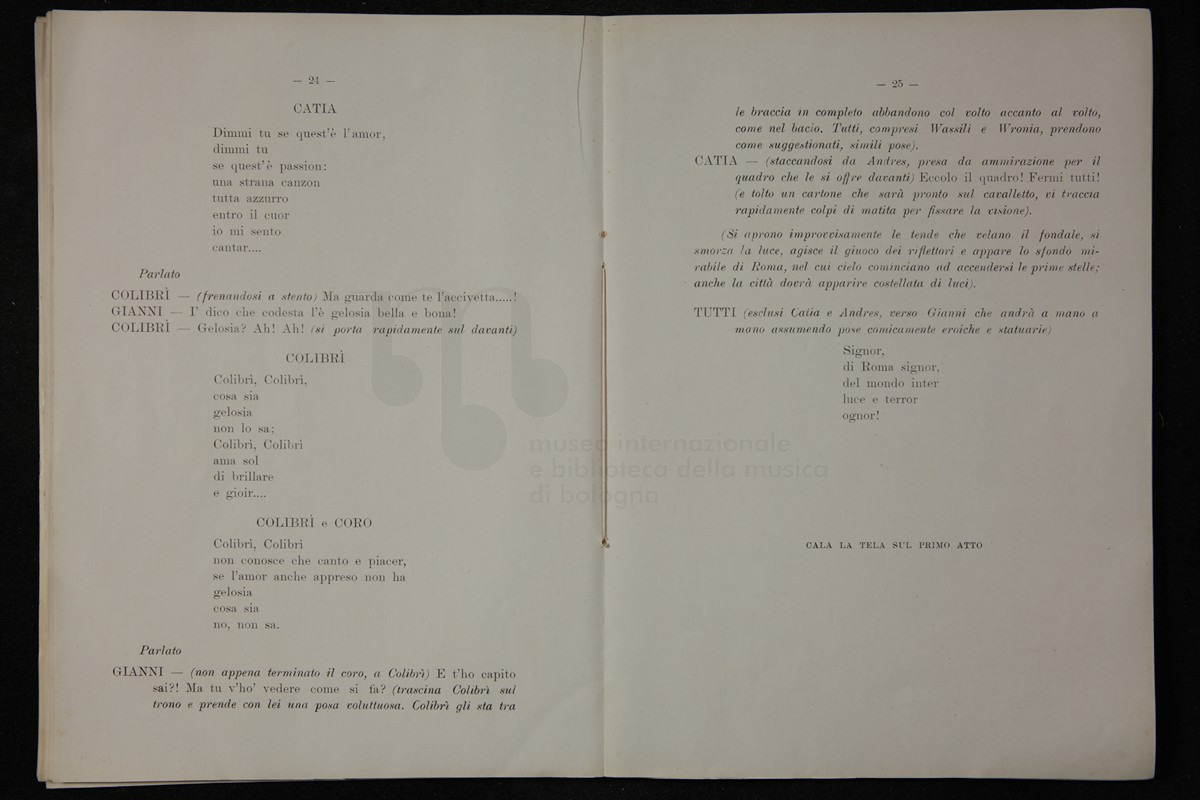 — 24 —
CATIA
Dimmi tu se quest'è l'amor,
dimmi tu
se quest'è passion:
una strana canzon
tutta azzurro
entro il cuor
io mi sento
cantar....
Parlato
COLIBRÌ — (frenandosi a stento) Ma guarda come te l'accivetta.....!
GIANNI — I' dico che codesta l'è gelosia bella e bona!
COLIBRÌ — Gelosia? Ah! Ah! (si porta rapidamente sul davanti)
COLIBRÌ
Colibrì, Colibrì,
cosa sia
gelosia
non lo sa;
Colibrì, Colibrì
ama sol
di brillare
e gioir....
COLIBRÌ e CORO
Colibrì, Colibrì
non conosce che canto e piacer,
se l'amor anche appreso non ha
gelosia
cosa sia
no, non sa.
Parlato
GIANNI — (non appena terminato il coro, a Colibrì) E t'ho capito
sai?! Ma tu v'ho' vedere come si fa? (trascina Colibrì sul
trono e prende con lei una posa voluttuosa. Colibrì gli sta tra
— 25 —
le braccia in completo abbandono col volto accanto al volto,
come nel bacio. Tutti, compresi Wassili e Wronia, prendono
come suggestionati, simili pose).
CATIA — (staccandosi da Andres, presa da ammirazione per il
quadro che le si offre davanti) Eccolo il quadro! Fermi tutti!
(e tolto un cartone che sarà pronto sul cavalletto, vi traccia
rapidamente colpi di matita per fissare la visione).
(Si aprono improvvisamente le tende che velano il fondale, si
smorza la luce, agisce il giuoco dei riflettori e appare lo sfondo mi-
rabile di Roma, nel cui cielo cominciano ad accendersi le prime stelle;
anche la città dovrà apparire costellata di luci).
TUTTI (esclusi Catia e Andres, verso Gianni che andrà a mano a
mano assumendo pose comicamente eroiche e statuarie)
Signor,
di Roma signor,
del mondo inter
luce e terror
ognor!
CALA LA TELA SUL PRIMO ATTO
museo internazionale
e biblioteca della musica
di bologna